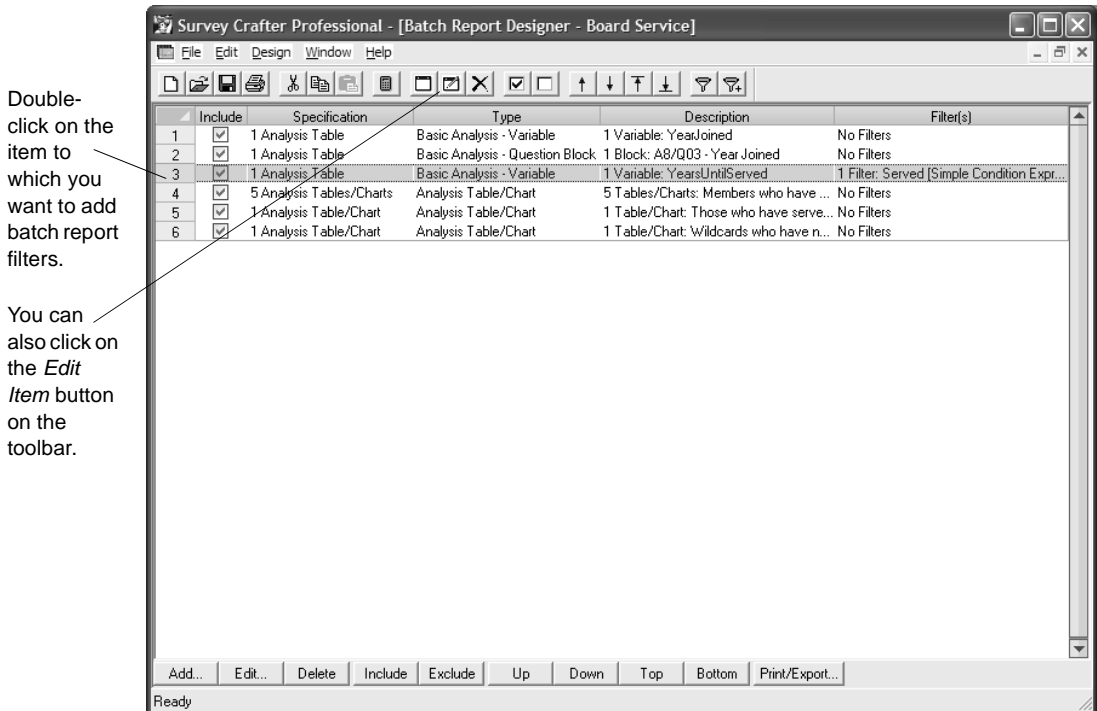 Survey Crafter Professional - [Batch Report Designer - Board Service]
File Edit Design Window Help
Include Specification Type Description Filter(s)
1 1 Analysis Table Basic Analysis - Variable 1 Variable: YearJoined No Filters
2 1 Analysis Table Basic Analysis - Question Block 1 Block: A8/Q03 - Year Joined No Filters
3 1 Analysis Table Basic Analysis - Variable 1 Variable: YearsUntilServed 1 Filter: Served [Simple Condition Expr...
4 5 Analysis Tables/Charts Analysis Table/Chart 5 Tables/Charts: Members who have ... No Filters
5 1 Analysis Table/Chart Analysis Table/Chart 1 Table/Chart: Those who have serve... No Filters
6 1 Analysis Table/Chart Analysis Table/Chart 1 Table/Chart: Wildcards who have n... No Filters
Double-
click on the
item to
which you
want to add
batch report
filters.
You can
also click on
the Edit
Item button
on the
toolbar.
Add... Edit... Delete Include Exclude Up Down Top Bottom Print/Export...
Ready